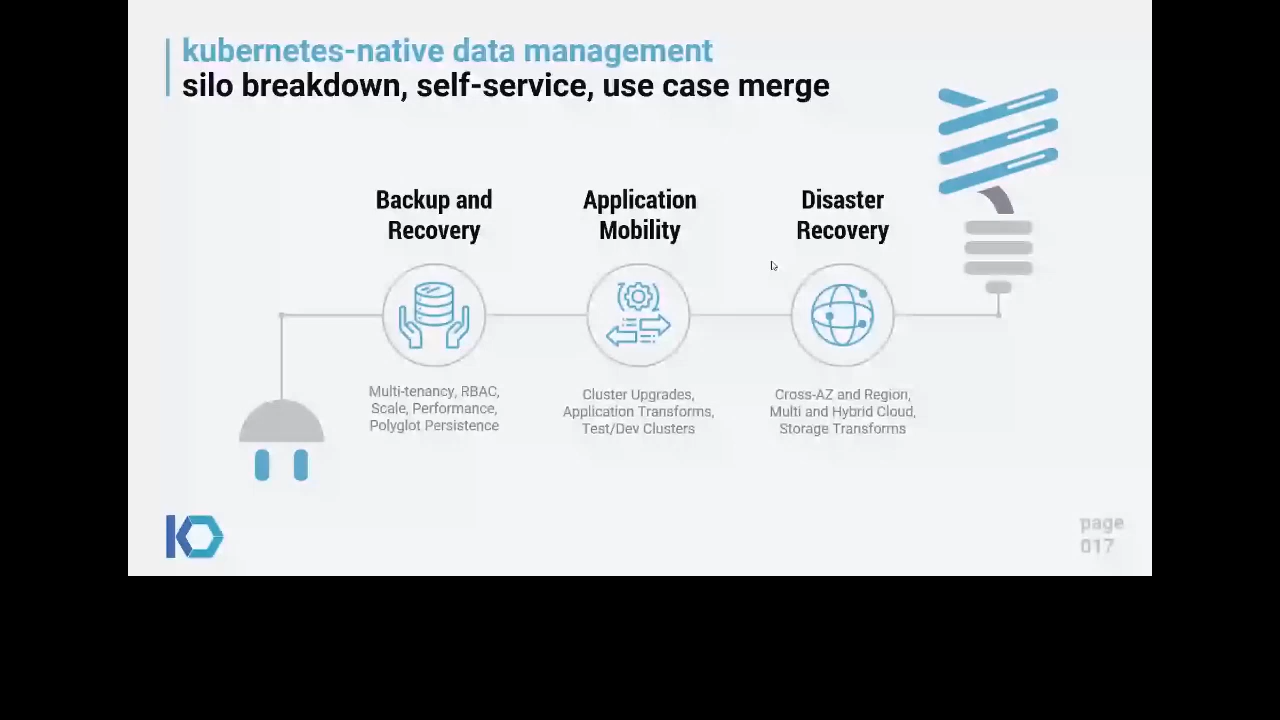 kubernetes-native data management
silo breakdown, self-service, use case merge
Backup and
Recovery
Application
Mobility
Disaster
Recovery
Multi-tenancy, RBAC,
Scale, Performance,
Polyglot Persistence
Cluster Upgrades,
Application Transforms,
Test/Dev Clusters
Cross-AZ and Region,
Multi and Hybrid Cloud,
Storage Transforms
page
017